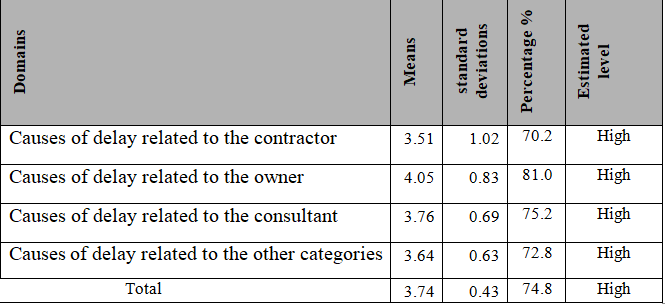 Domains Means standard deviations Percentage % Estimated level
Causes of delay related to the contractor 3.51 1.02 70.2 High
Causes of delay related to the owner 4.05 0.83 81.0 High
Causes of delay related to the consultant 3.76 0.69 75.2 High
Causes of delay related to the other categories 3.64 0.63 72.8 High
Total 3.74 0.43 74.8 High